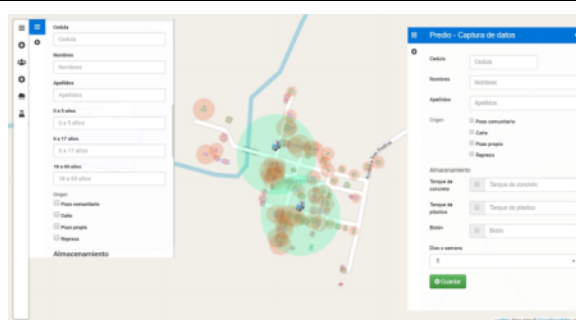 Cedula
Cedula
Nombres
Nombres
Apellidos
Apellidos
0 a 5 años
0 a 5 años
6 a 17 años
6 a 17 años
18 a 60 años
18 a 60 años
Origen
Pozo comunitario
Caño
Pozo propio
Represa
Almacenamiento
Predio - Captura de datos
Cedula
Cedula
Nombres
Nombres
Apellidos
Apellidos
Origen
Pozo comunitario
Caño
Pozo propio
Represa
Almacenamiento
Tanque de concreto
Tanque de concreto
Tanque de plástico
Tanque de plástico
Bidón
Bidón
Dias x semana
5
Guardar